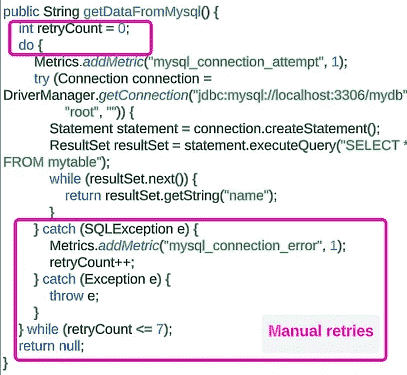 public String getDataFromMysql() {
int retryCount = 0;
do {
Metrics.addMetric("mysql_connection_attempt", 1);
try (Connection connection =
DriverManager.getConnection("jdbc:mysql://localhost:3306/mydb"
"root", "")) {
Statement statement = connection.createStatement();
ResultSet resultSet = statement.executeQuery("SELECT *
FROM mytable");
while (resultSet.next()) {
return resultSet.getString("name");
}
} catch (SQLException e) {
Metrics.addMetric("mysql_connection_error", 1);
retryCount++;
} catch (Exception e) {
throw e;
}
} while (retryCount <= 7);
Manual retries
return null;
}